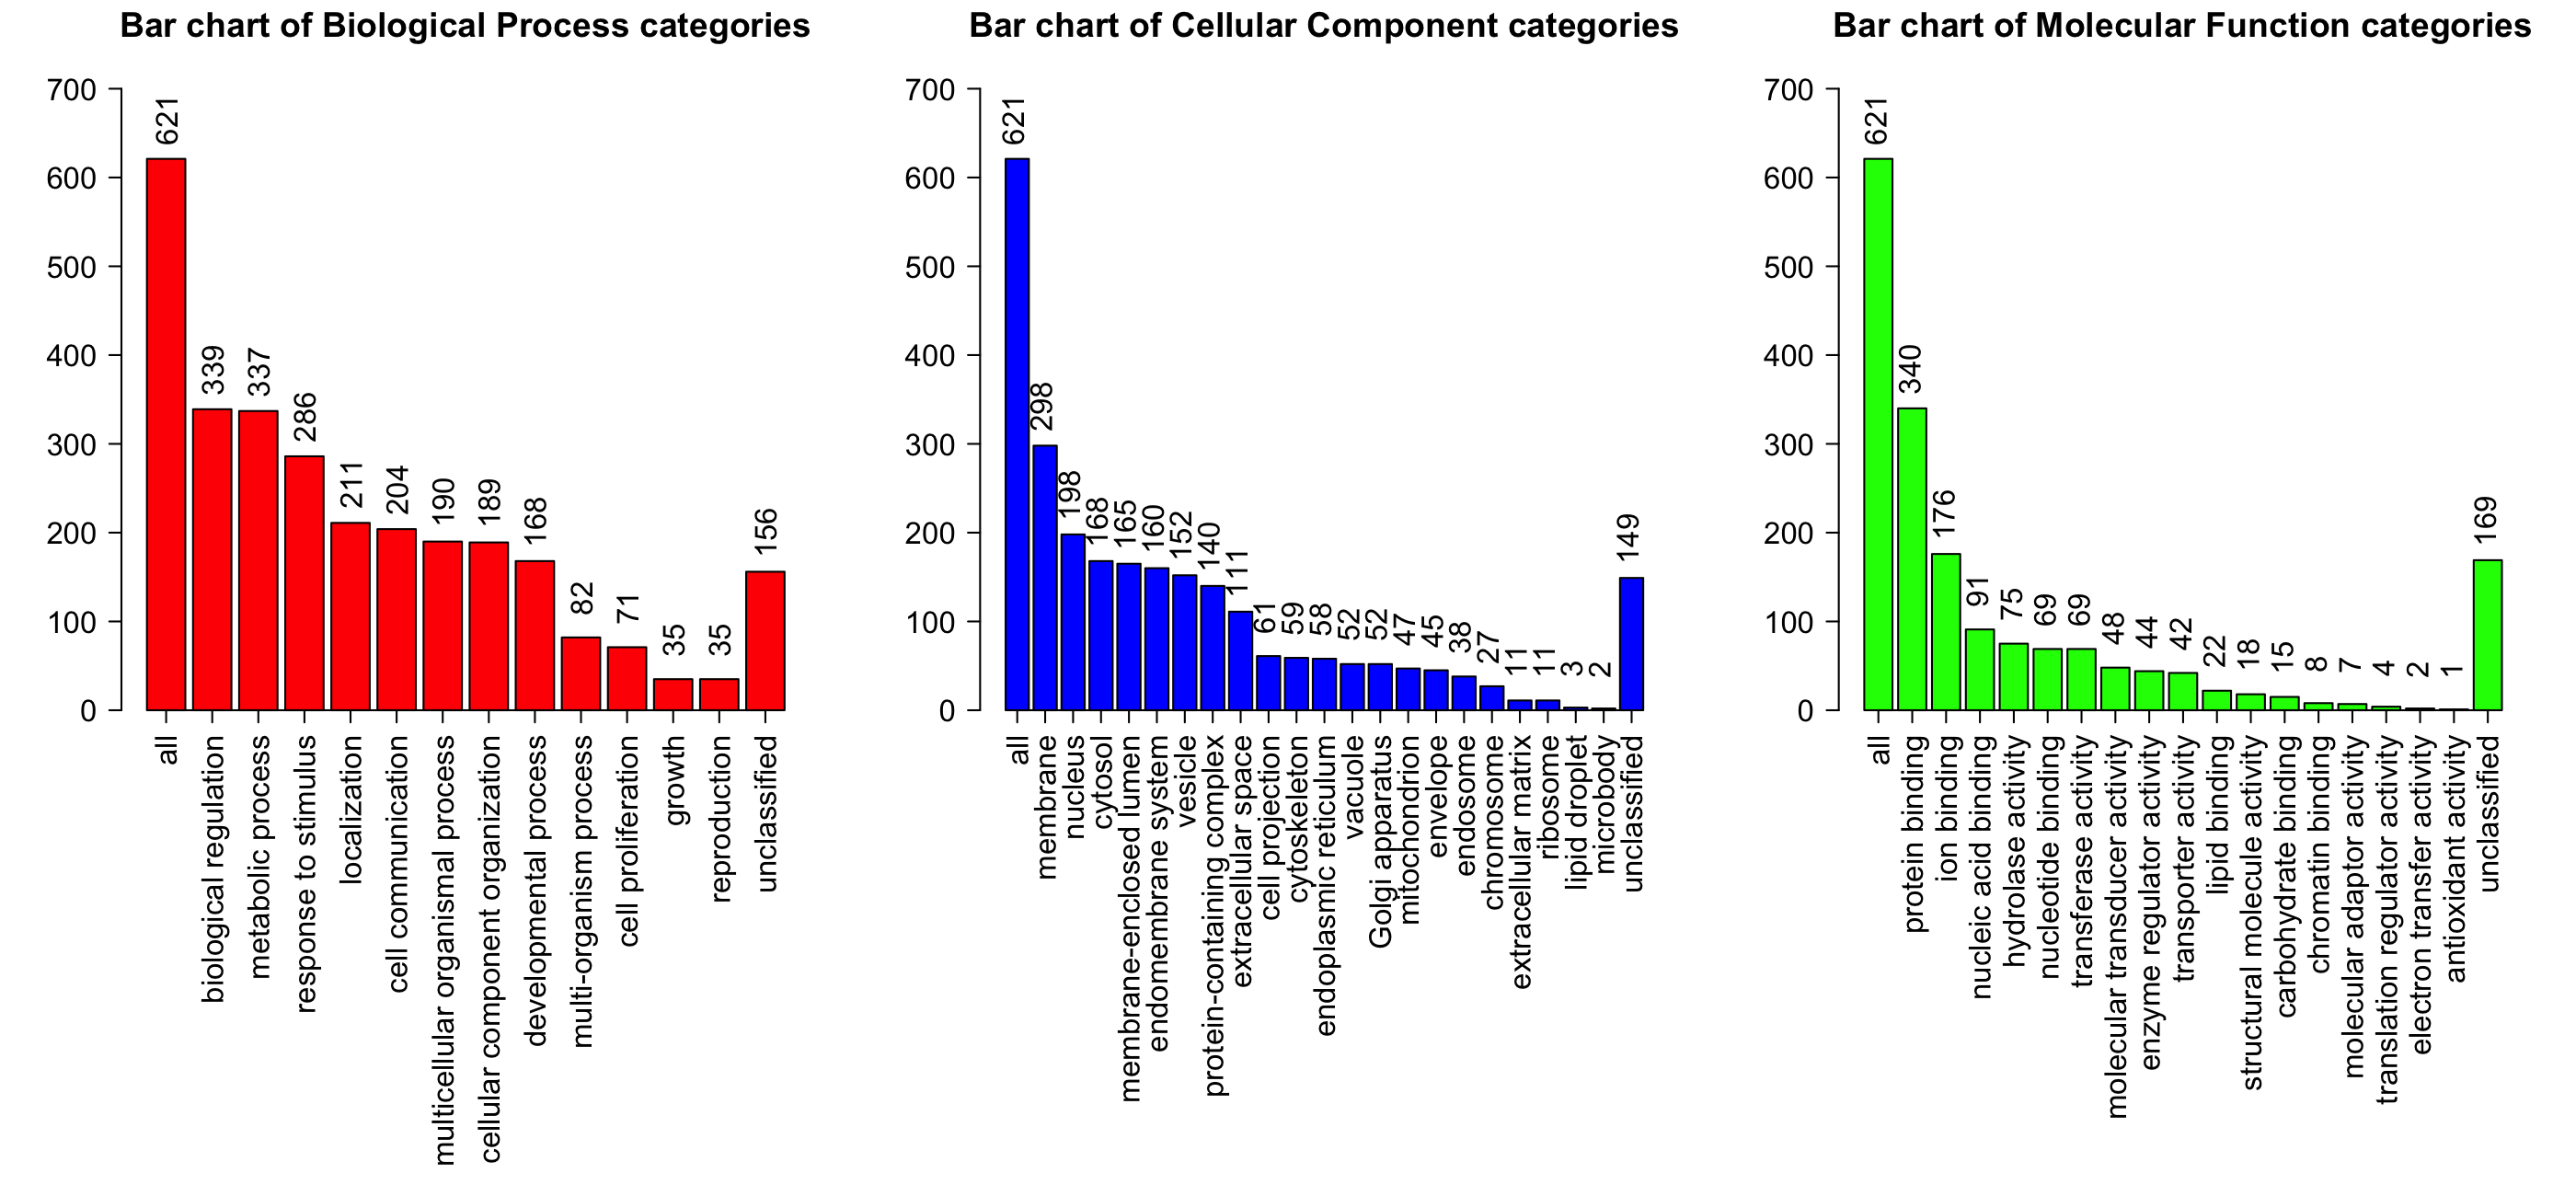 Bar chart of Biological Process categories
700
600
500
400
300
200
100
0
621
339
337
286
211
204
190
189
168
82
71
35
35
156
all
biological regulation
metabolic process
response to stimulus
localization
cell communication
multicellular organismal process
cellular component organization
developmental process
multi-organism process
cell proliferation
growth
reproduction
unclassified
Bar chart of Cellular Component categories
700
600
500
400
300
200
100
0
621
298
198
168
165
160
152
140
111
61
59
58
52
52
47
45
38
27
11
11
3
2
149
all
membrane
nucleus
cytosol
membrane-enclosed lumen
endomembrane system
vesicle
protein-containing complex
extracellular space
cell projection
cytoskeleton
endoplasmic reticulum
vacuole
Golgi apparatus
mitochondrion
envelope
endosome
chromosome
extracellular matrix
ribosome
lipid droplet
microbody
unclassified
Bar chart of Molecular Function categories
700
600
500
400
300
200
100
0
621
340
176
91
75
69
69
48
44
42
22
18
15
8
7
4
2
1
169
all
protein binding
ion binding
nucleic acid binding
hydrolase activity
nucleotide binding
transferase activity
molecular transducer activity
enzyme regulator activity
transporter activity
lipid binding
structural molecule activity
carbohydrate binding
chromatin binding
molecular adaptor activity
translation regulator activity
electron transfer activity
antioxidant activity
unclassified